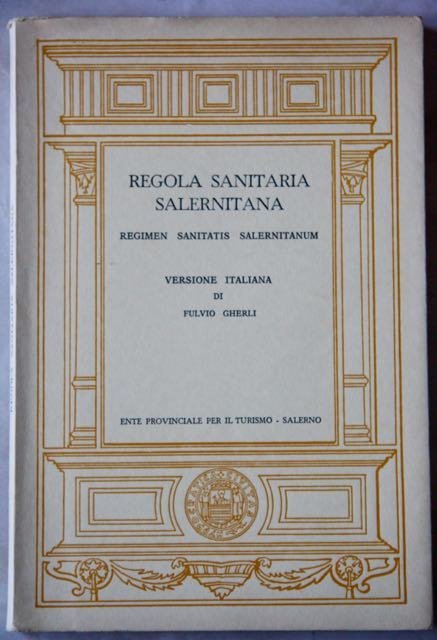 REGOLA SANITARIA
SALERNITANA
REGIMEN SANITATIS SALERNITANUM
VERSIONE ITALIANA
DI
FULVIO GHERLI
ENTE PROVINCIALE PER IL TURISMO - SALERNO